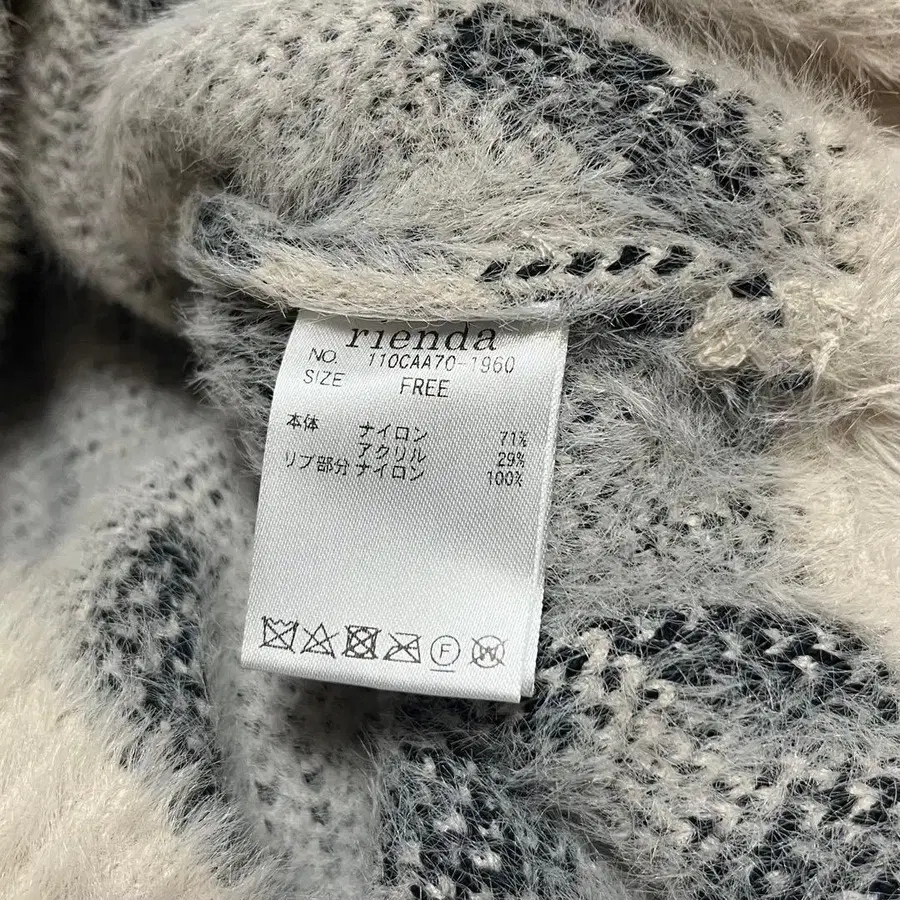 rienda
NO. 110CAA70-1960
SIZE FREE
本体 ナイロン 71%
アクリル 29%
リブ部分 ナイロン 100%
F W